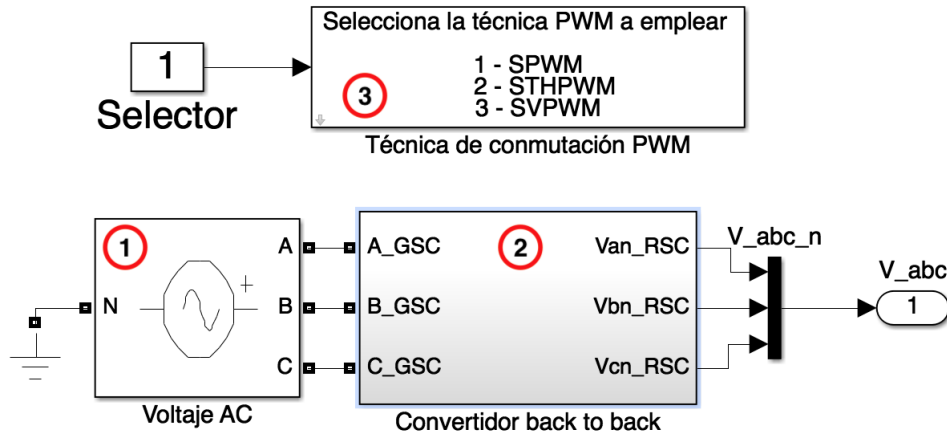 Selecciona la técnica PWM a emplear
1
1 - SPWM
2 - STHPWM
3 - SVPWM
3
Selector
Técnica de conmutación PWM
1
N
A
B
C
Voltaje AC
2
A_GSC
B_GSC
C_GSC
Van_RSC
Vbn_RSC
Vcn_RSC
Convertidor back to back
V_abc_n
V_abc
1